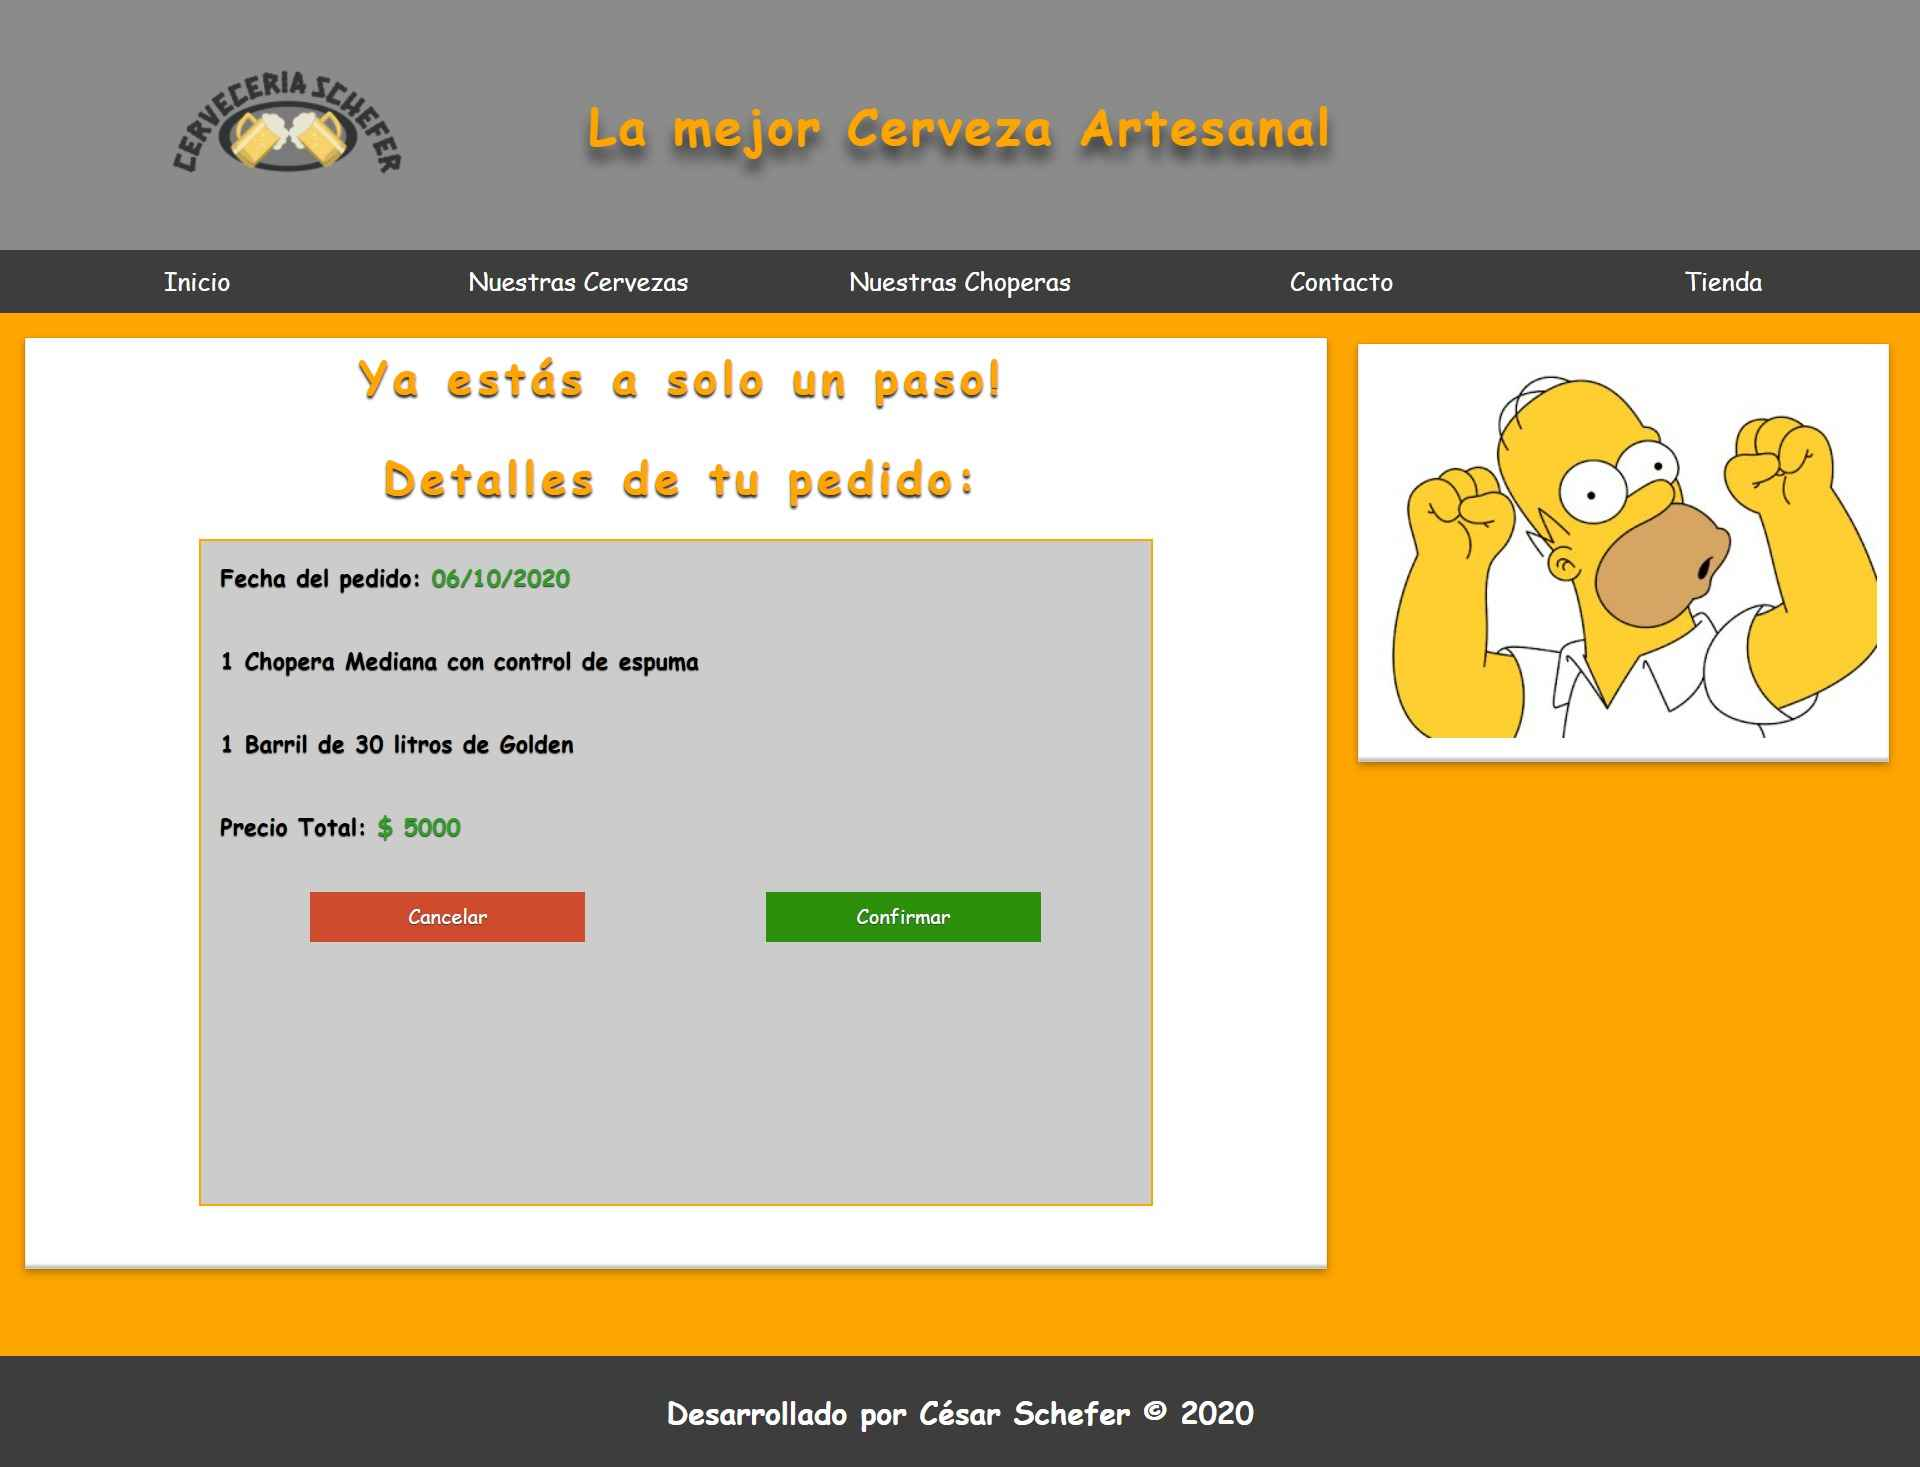 CERVECERIA SCHEFER
La mejor Cerveza Artesanal
Inicio
Nuestras Cervezas
Nuestras Choperas
Contacto
Tienda
Ya estás a solo un paso!
Detalles de tu pedido:
Fecha del pedido: 06/10/2020
1 Chopera Mediana con control de espuma
1 Barril de 30 litros de Golden
Precio Total: $ 5000
Cancelar
Confirmar
Desarrollado por César Schefer © 2020